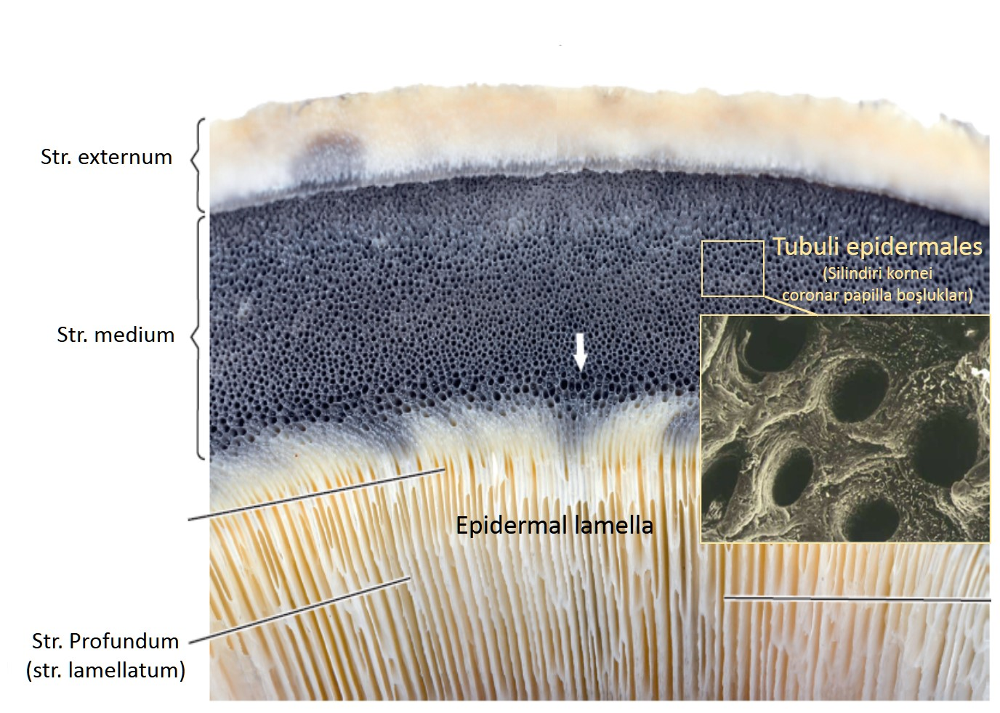 Str. externum
Str. medium
Tubuli epidermales
(Silindiri kornei
coronar papilla boşlukları)
Epidermal lamella
Str. Profundum
(str. lamellatum)